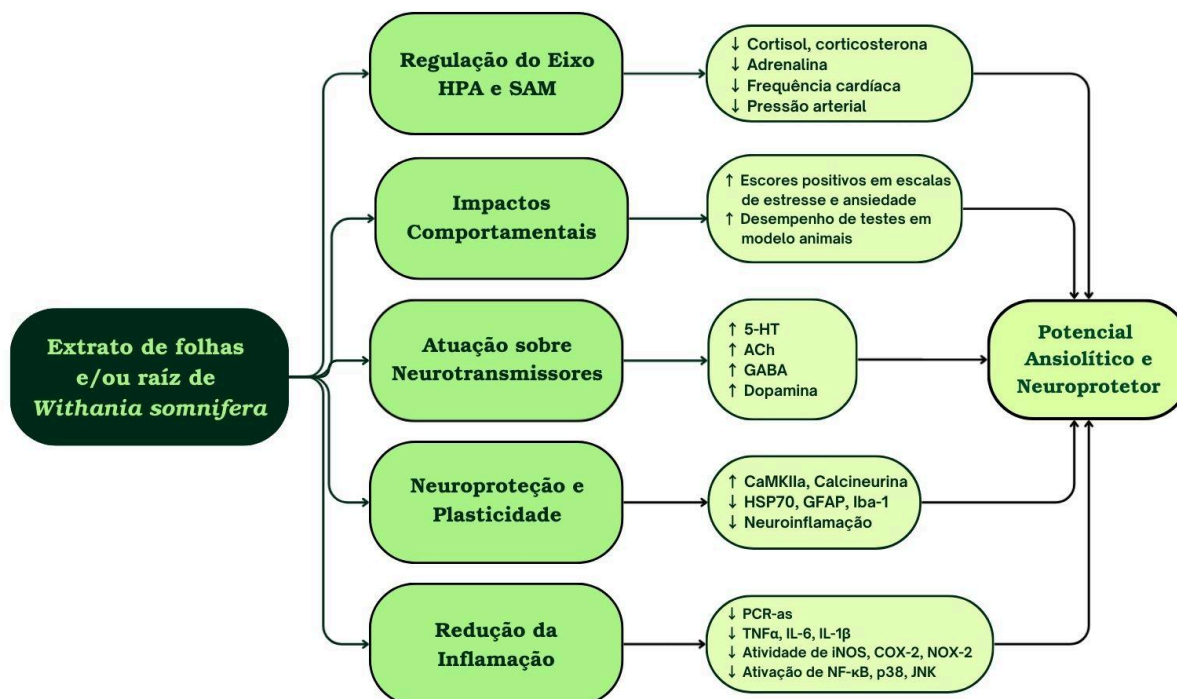 Extrato de folhas
e/ou raíz de
Withania somnifera
Regulação do Eixo
HPA e SAM
↓ Cortisol, corticosterona
↓ Adrenalina
↓ Frequência cardíaca
↓ Pressão arterial
Impactos
Comportamentais
↑ Escores positivos em escalas
de estresse e ansiedade
↑ Desempenho de testes em
modelo animais
Atuação sobre
Neurotransmissores
↑ 5-HT
↑ ACh
↑ GABA
↑ Dopamina
Neuroproteção e
Plasticidade
↑ CaMKIIa, Calcineurina
↓ HSP70, GFAP, Iba-1
↓ Neuroinflamação
Redução da
Inflamação
↓ PCR-as
↓ TNFα, IL-6, IL-1β
↓ Atividade de iNOS, COX-2, NOX-2
↓ Ativação de NF-κB, p38, JNK
Potencial
Ansiolítico e
Neuroprotetor